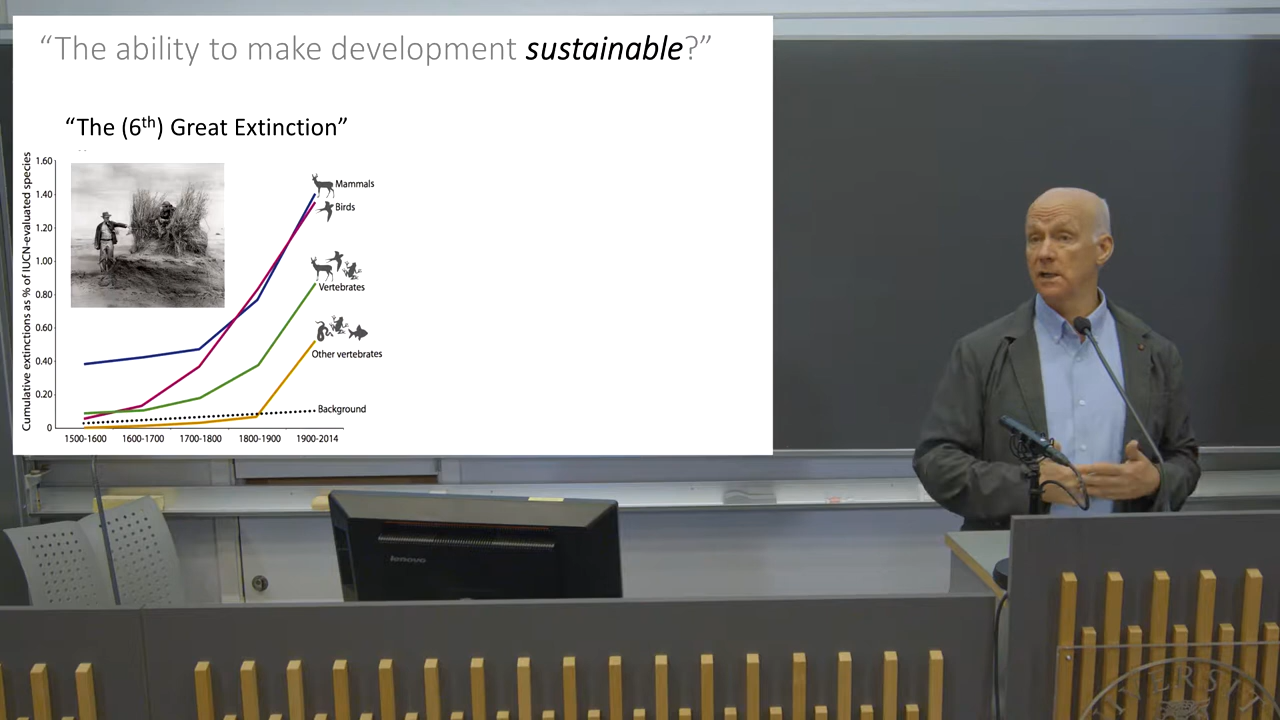 “The ability to make development sustainable?”
“The (6th) Great Extinction”
Cumulative extinctions as % of IUCN-evaluated species
1.60
1.40
1.20
1.00
0.80
0.60
0.40
0.20
0
Mammals
Birds
Vertebrates
Other vertebrates
Background
1500-1600 1600-1700 1700-1800 1800-1900 1900-2014
lenovo